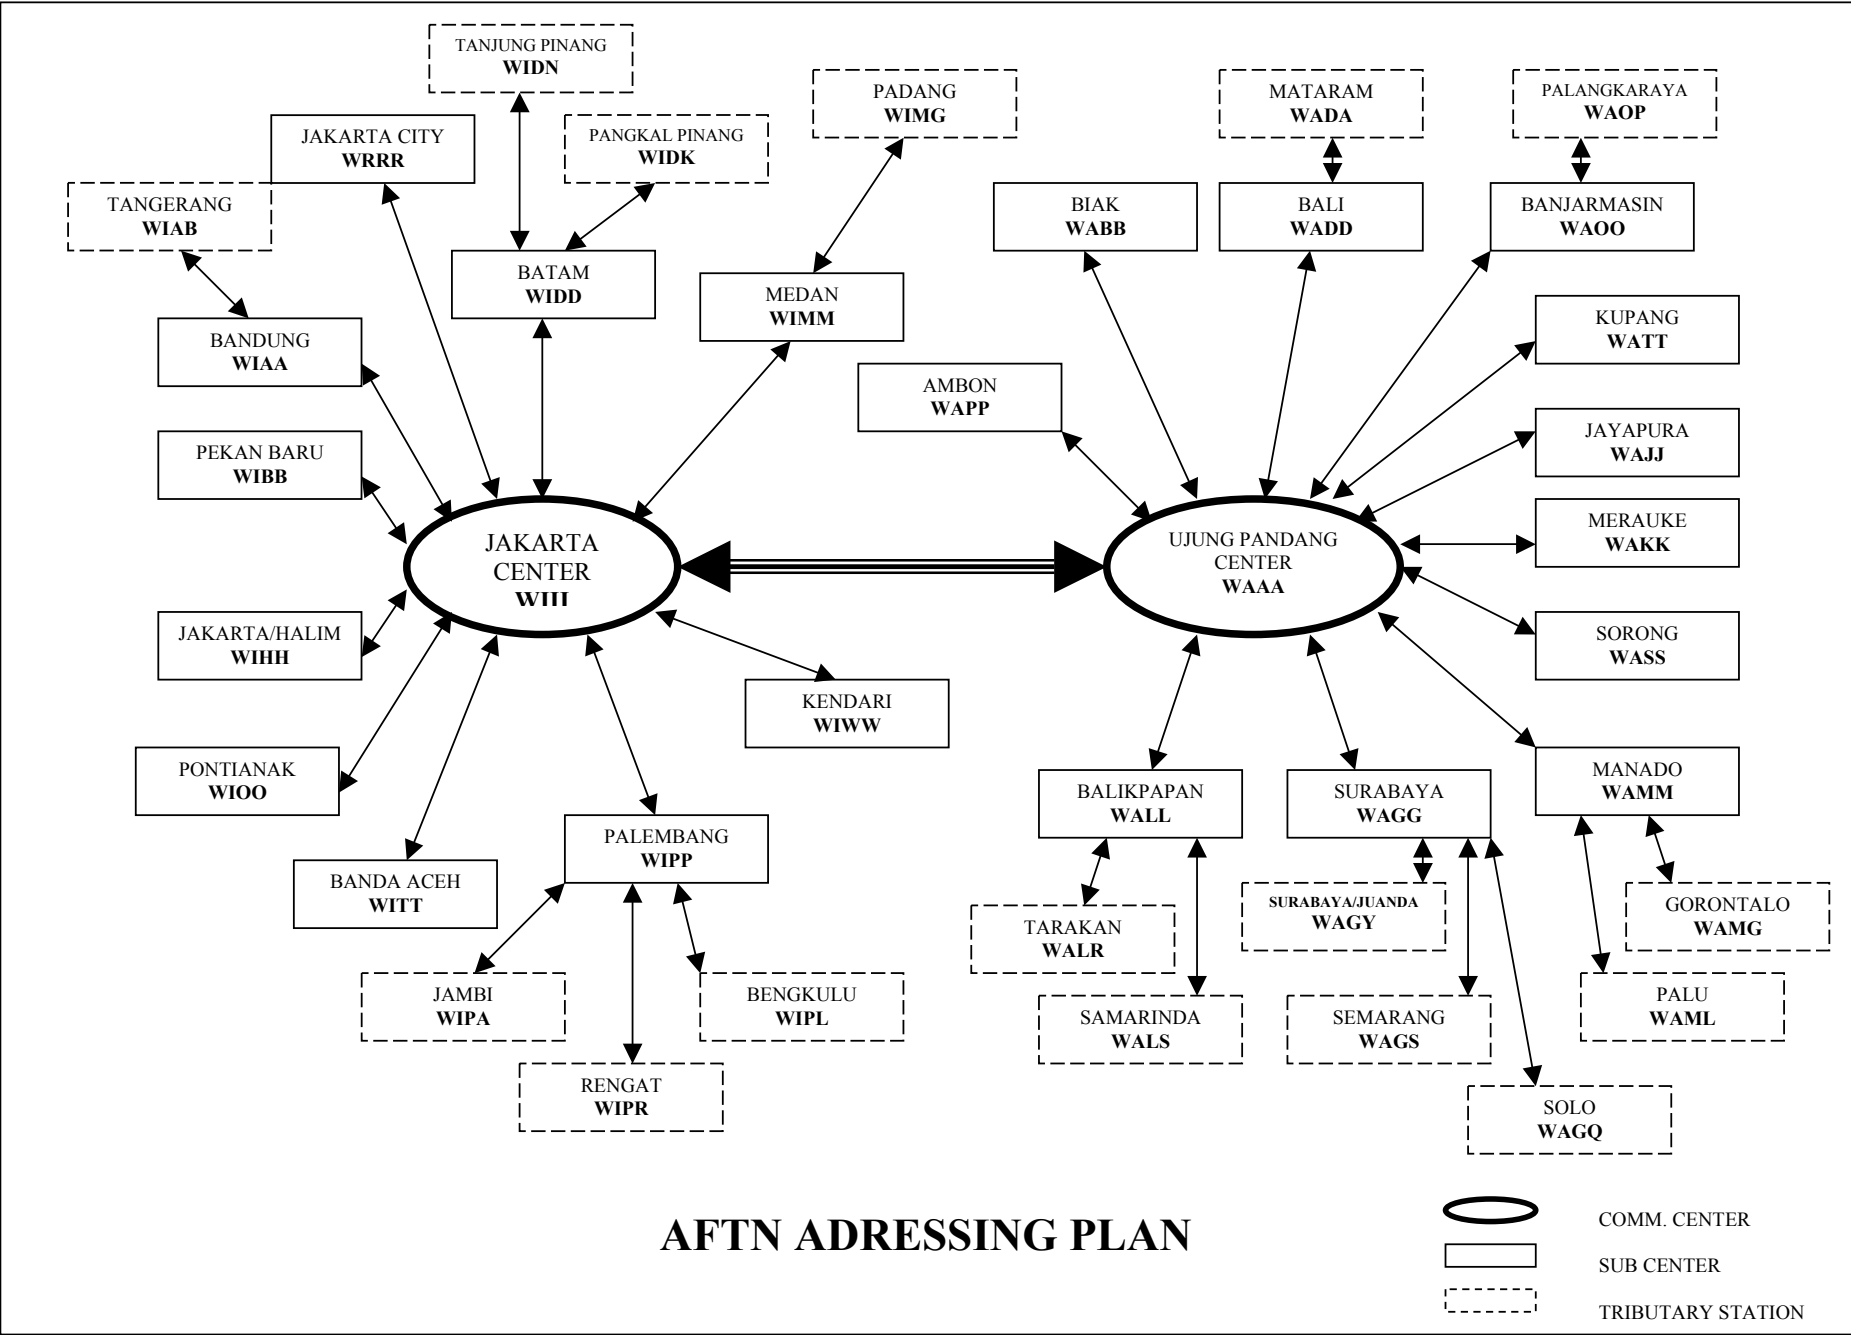 TANJUNG PINANG
WIDN
PADANG
WIMG
MATARAM
WADA
PALANGKARAYA
WAOP
JAKARTA CITY
WRRR
PANGKAL PINANG
WIDK
TANGERANG
WIAB
BIAK
WABB
BALI
WADD
BANJARMASIN
WAOO
BATAM
WIDD
MEDAN
WIMM
BANDUNG
WIAA
KUPANG
WATT
AMBON
WAPP
PEKAN BARU
WIBB
JAYAPURA
WAJJ
JAKARTA
CENTER
WIII
UJUNG PANDANG
CENTER
WAAA
MERAUKE
WAKK
JAKARTA/HALIM
WIHH
SORONG
WASS
KENDARI
WIWW
PONTIANAK
WIOO
BALIKPAPAN
WALL
SURABAYA
WAGG
MANADO
WAMM
PALEMBANG
WIPP
BANDA ACEH
WITT
TARAKAN
WALR
SURABAYA/JUANDA
WAGY
GORONTALO
WAMG
JAMBI
WIPA
BENGKULU
WIPL
SAMARINDA
WALS
SEMARANG
WAGS
PALU
WAML
RENGAT
WIPR
SOLO
WAGQ
AFTN ADRESSING PLAN
COMM. CENTER
SUB CENTER
TRIBUTARY STATION